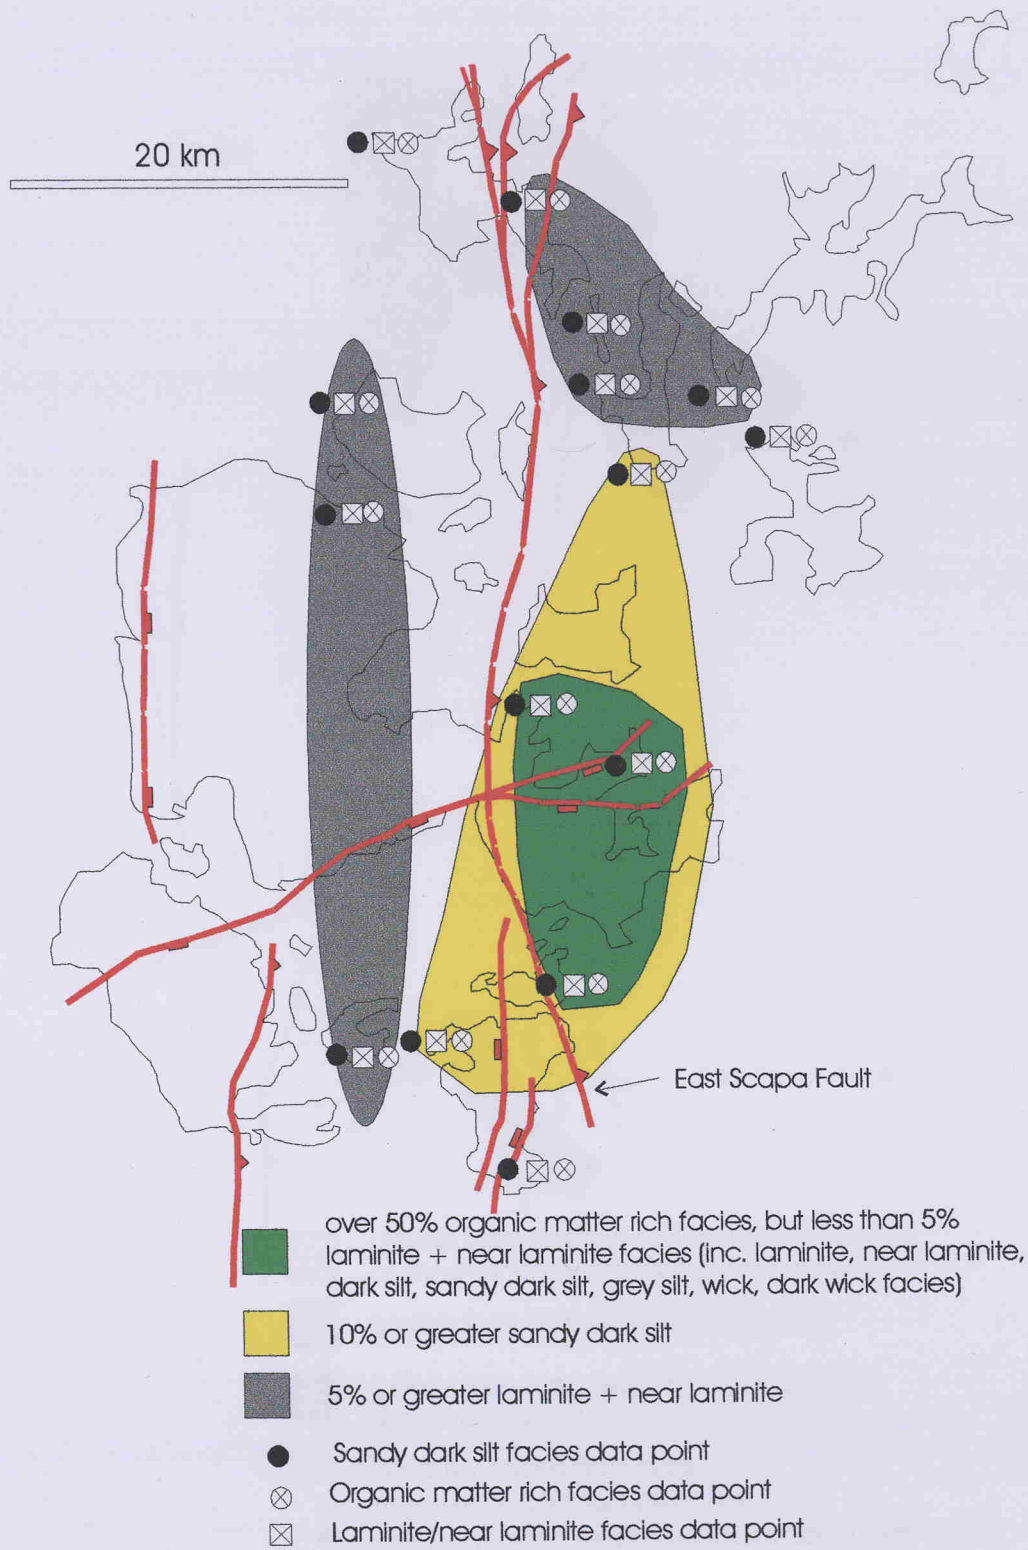 20 km
East Scapa Fault
over 50% organic matter rich facies, but less than 5%
laminite + near laminite facies (inc. laminite, near laminite,
dark silt, sandy dark silt, grey silt, wick, dark wick facies)
10% or greater sandy dark silt
5% or greater laminite + near laminite
Sandy dark silt facies data point
Organic matter rich facies data point
Laminite/near laminite facies data point